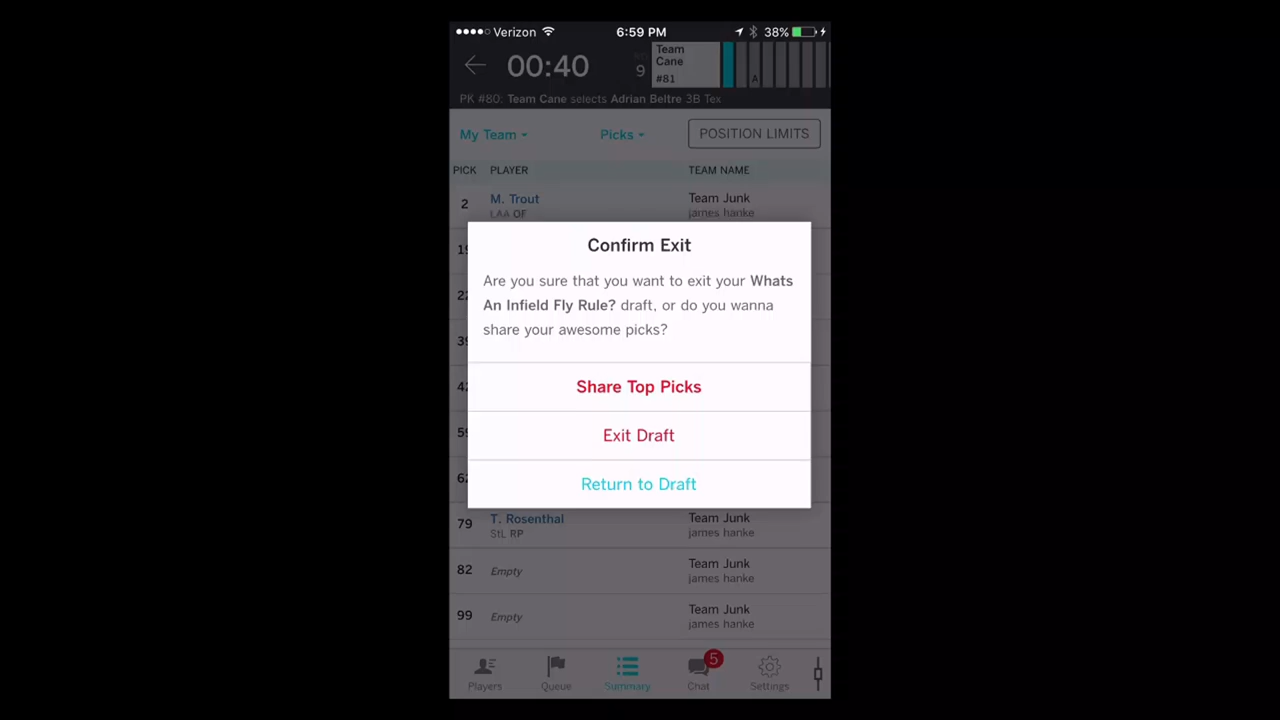 Verizon 6:59 PM 38%
00:40
9
Team
Cane
#81
A
PK #80: Team Cane selects Adrian Beltre 3B Tex
My Team Picks POSITION LIMITS
PICK PLAYER TEAM NAME
2 M. Trout Team Junk
LAA OF james hanke
Confirm Exit
Are you sure that you want to exit your Whats
An Infield Fly Rule? draft, or do you wanna
share your awesome picks?
Share Top Picks
Exit Draft
Return to Draft
79 T. Rosenthal Team Junk
StL RP james hanke
82 Empty Team Junk
james hanke
99 Empty Team Junk
james hanke
5
Players Queue Summary Chat Settings